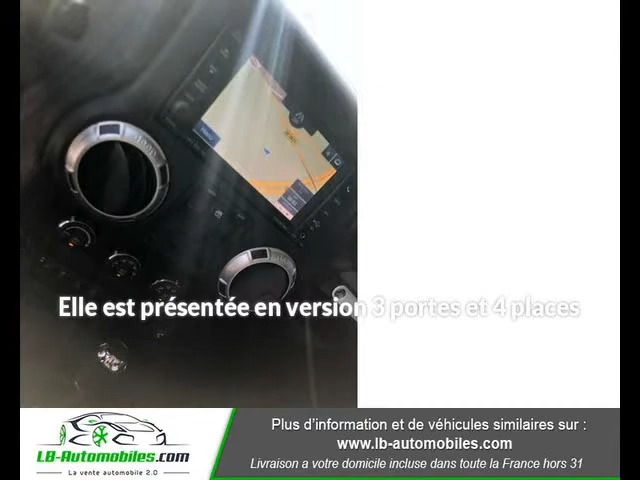 Elle est présentée en version 3 portes et 4 places
Plus d'information et de véhicules similaires sur :
www.lb-automobiles.com
Livraison a votre domicile incluse dans toute la France hors 31
LB-Automobiles.com
La vente automobile 2.0